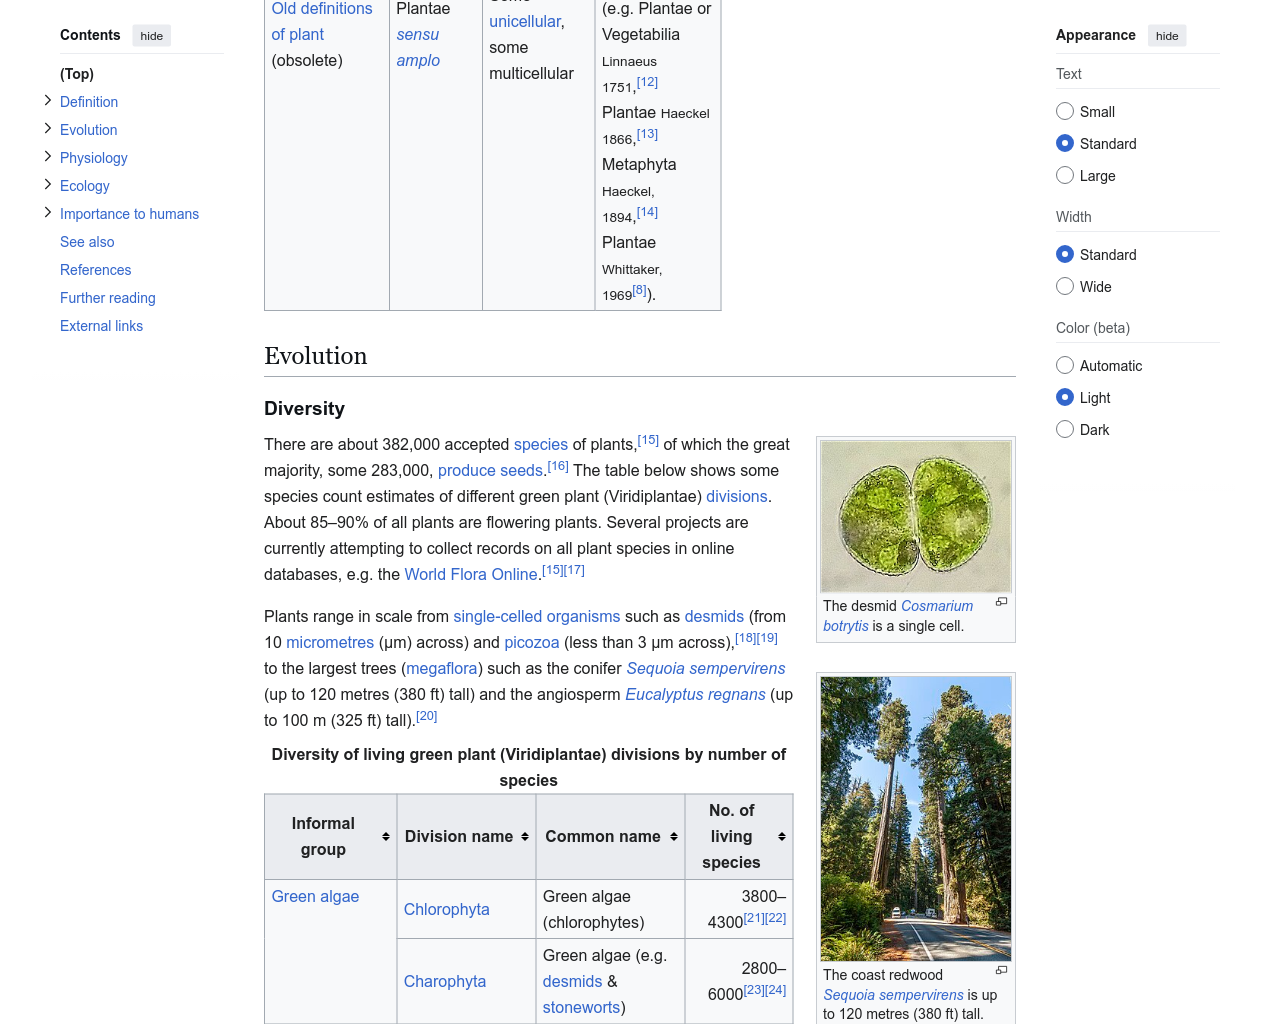 Contents hide
(Top)
Definition
Evolution
Physiology
Ecology
Importance to humans
See also
References
Further reading
External links
Old definitions
of plant
(obsolete)
Plantae
sensu
amplo
unicellular,
some
multicellular
(e.g. Plantae or
Vegetabilia
Linnaeus
1751,[12]
Plantae Haeckel
1866,[13]
Metaphyta
Haeckel,
1894,[14]
Plantae
Whittaker,
1969[8]).
Evolution
Diversity
There are about 382,000 accepted species of plants,[15] of which the great
majority, some 283,000, produce seeds.[16] The table below shows some
species count estimates of different green plant (Viridiplantae) divisions.
About 85–90% of all plants are flowering plants. Several projects are
currently attempting to collect records on all plant species in online
databases, e.g. the World Flora Online.[15][17]
Plants range in scale from single-celled organisms such as desmids (from
10 micrometres (μm) across) and picozoa (less than 3 μm across),[18][19]
to the largest trees (megaflora) such as the conifer Sequoia sempervirens
(up to 120 metres (380 ft) tall) and the angiosperm Eucalyptus regnans (up
to 100 m (325 ft) tall).[20]
The desmid Cosmarium
botrytis is a single cell.
The coast redwood
Sequoia sempervirens is up
to 120 metres (380 ft) tall.
Diversity of living green plant (Viridiplantae) divisions by number of
species
Informal
group
Division name
Common name
No. of
living
species
Green algae
Chlorophyta
Green algae
(chlorophytes)
3800–
4300[21][22]
Charophyta
Green algae (e.g.
desmids &
stoneworts)
2800–
6000[23][24]
Appearance hide
Text
Small
Standard
Large
Width
Standard
Wide
Color (beta)
Automatic
Light
Dark